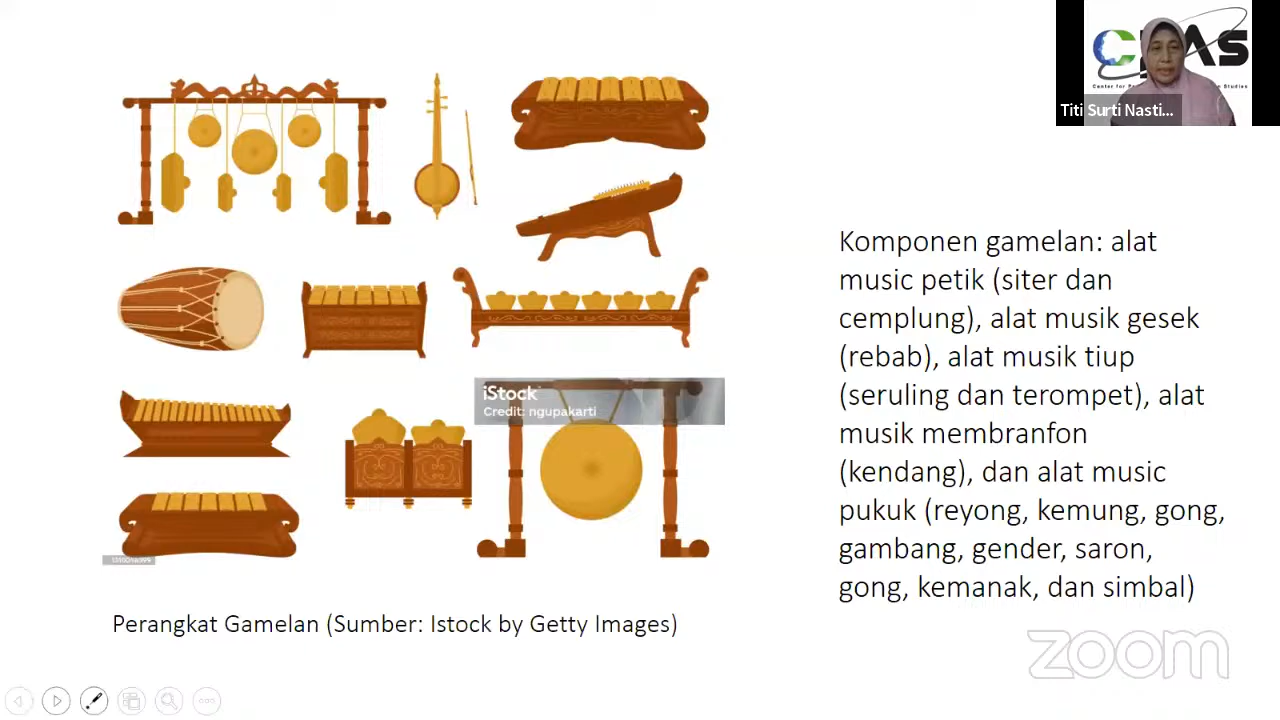 Titi Surti Nasti...
Komponen gamelan: alat
music petik (siter dan
cemplung), alat musik gesek
(rebab), alat musik tiup
(seruling dan terompet), alat
musik membranfon
(kendang), dan alat music
pukuk (reyong, kemung, gong,
gambang, gender, saron,
gong, kemanak, dan simbal)
iStock
Credit: ngupakarti
Perangkat Gamelan (Sumber: Istock by Getty Images)
zoom